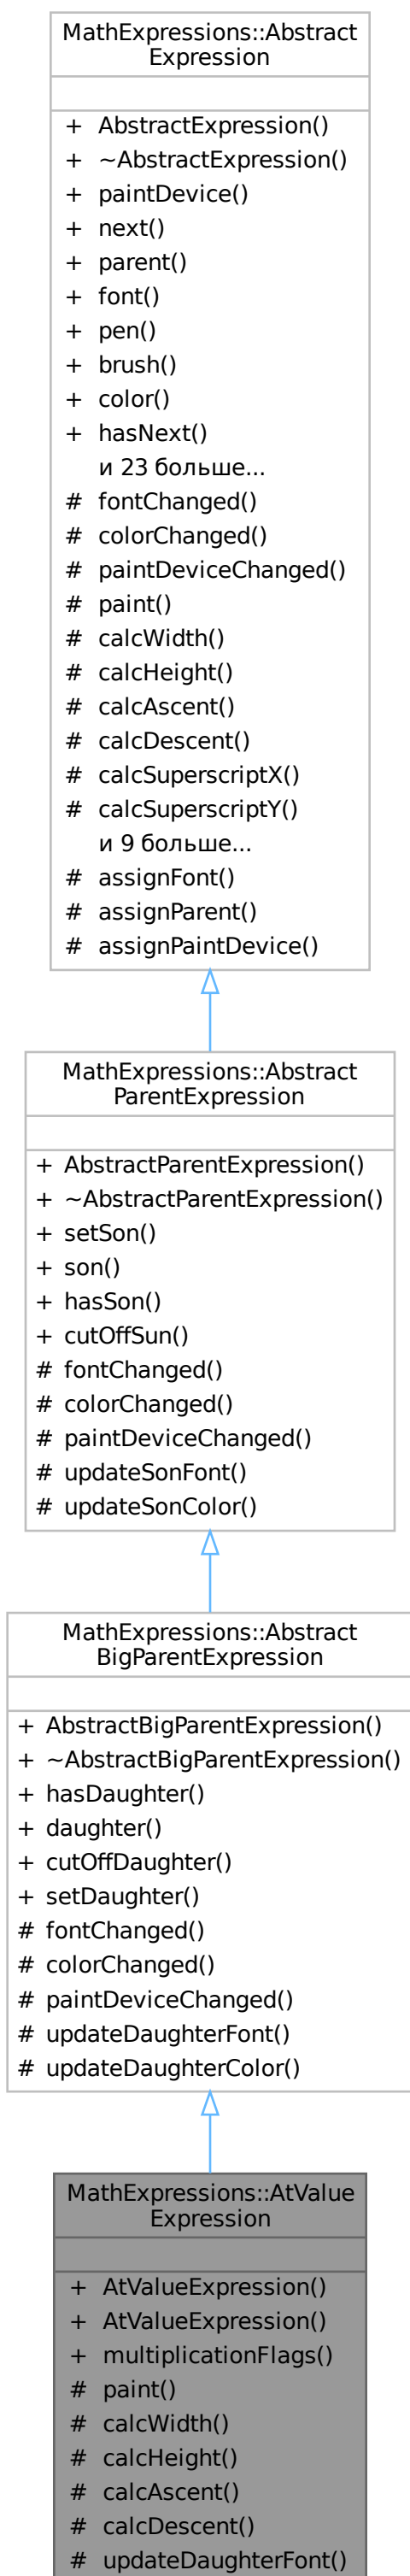 MathExpressions::Abstract
Expression
+ AbstractExpression()
+ ~AbstractExpression()
+ paintDevice()
+ next()
+ parent()
+ font()
+ pen()
+ brush()
+ color()
+ hasNext()
и 23 больше...
# fontChanged()
# colorChanged()
# paintDeviceChanged()
# paint()
# calcWidth()
# calcHeight()
# calcAscent()
# calcDescent()
# calcSuperscriptX()
# calcSuperscriptY()
и 9 больше...
# assignFont()
# assignParent()
# assignPaintDevice()
MathExpressions::Abstract
ParentExpression
+ AbstractParentExpression()
+ ~AbstractParentExpression()
+ setSon()
+ son()
+ hasSon()
+ cutOffSun()
# fontChanged()
# colorChanged()
# paintDeviceChanged()
# updateSonFont()
# updateSonColor()
MathExpressions::Abstract
BigParentExpression
+ AbstractBigParentExpression()
+ ~AbstractBigParentExpression()
+ hasDaughter()
+ daughter()
+ cutOffDaughter()
+ setDaughter()
# fontChanged()
# colorChanged()
# paintDeviceChanged()
# updateDaughterFont()
# updateDaughterColor()
MathExpressions::AtValue
Expression
+ AtValueExpression()
+ AtValueExpression()
+ multiplicationFlags()
# paint()
# calcWidth()
# calcHeight()
# calcAscent()
# calcDescent()
# updateDaughterFont()